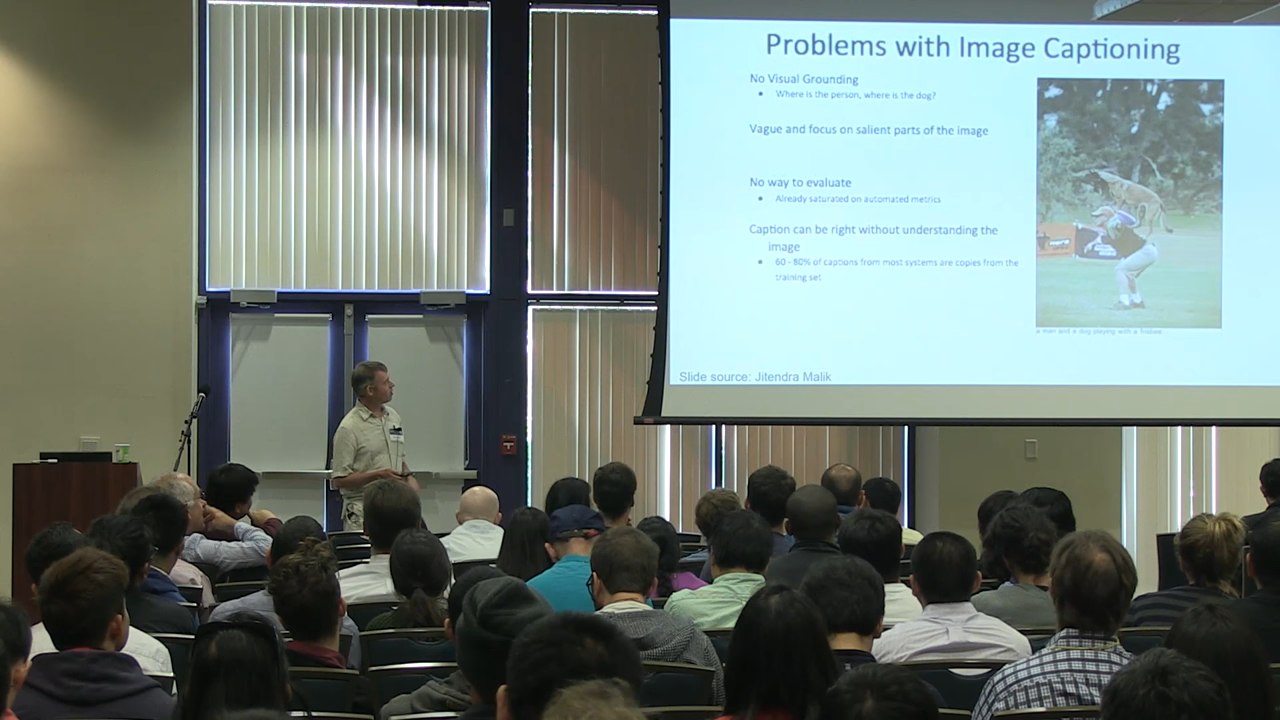 Problems with Image Captioning
No Visual Grounding
• Where is the person, where is the dog?
Vague and focus on salient parts of the image
No way to evaluate
• Already saturated on automated metrics
Caption can be right without understanding the
image
• 60 - 80% of captions from most systems are copies from the
training set
a man and a dog playing with a frisbee
Slide source: Jitendra Malik